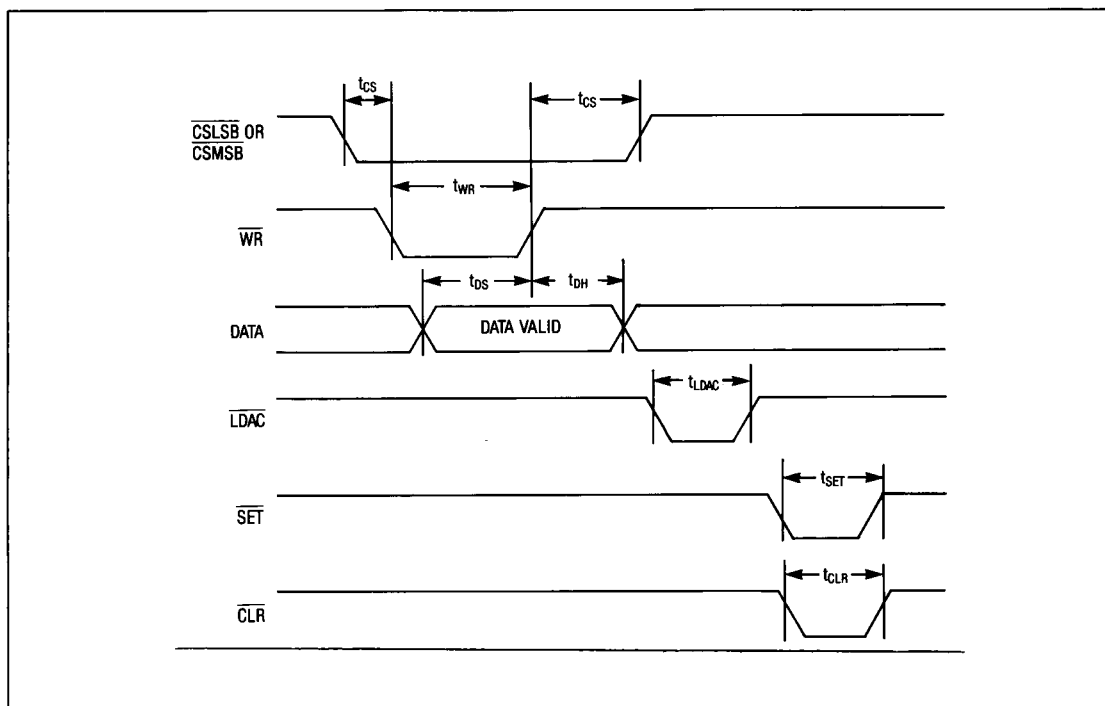 tCS
tCS
CSLSB OR
CSMSB
tWR
WR
tDS
tDH
DATA
DATA VALID
tLDAC
LDAC
tSET
SET
tCLR
CLR